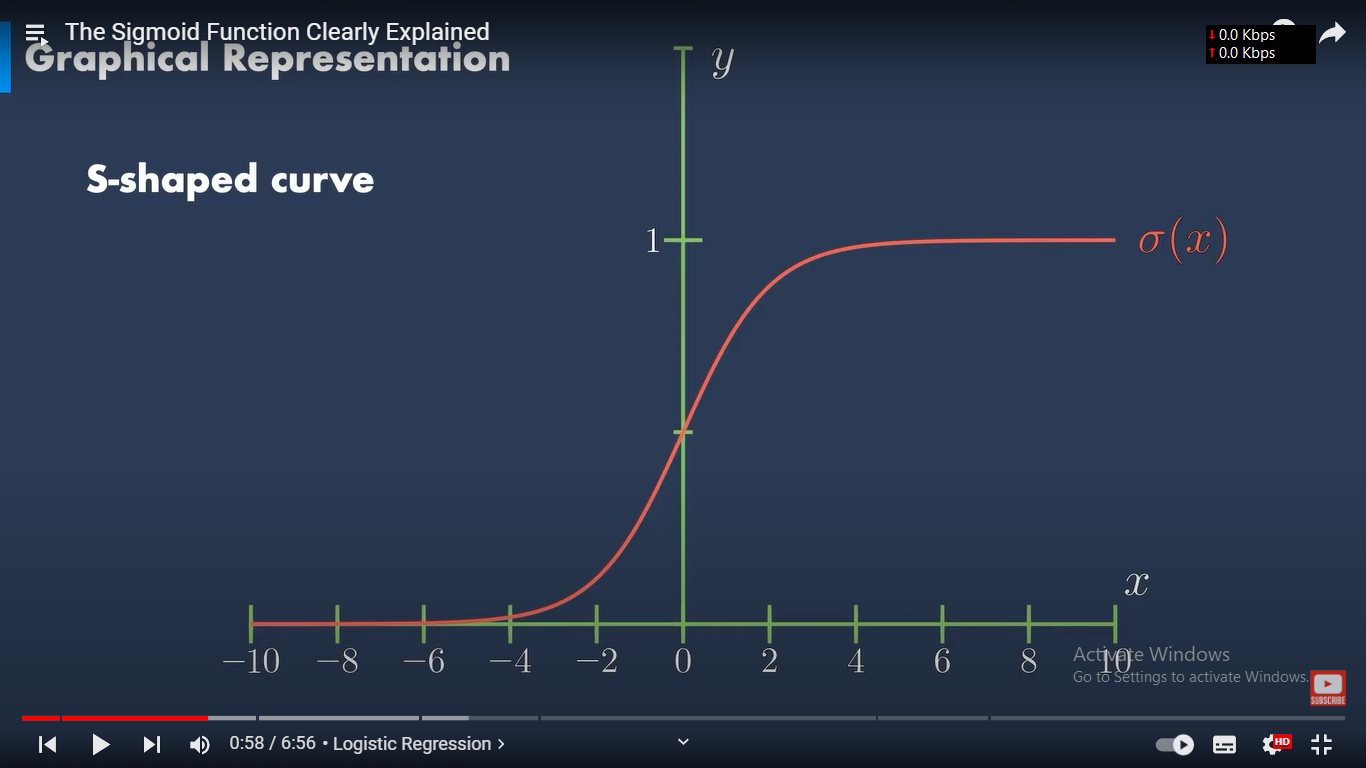 The Sigmoid Function Clearly Explained
↓ 0.0 Kbps
↑ 0.0 Kbps
Graphical Representation
y
S-shaped curve
1
σ(x)
x
−10 −8 −6 −4 −2 0 2 4 6 8 10
Activate Windows
Go to Settings to activate Windows.
SUBSCRIBE
0:58 / 6:56 • Logistic Regression >
HD